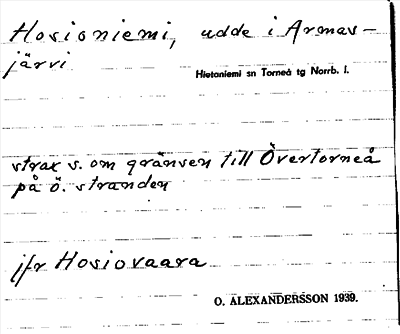 Hosioniemi, udde i Armas-
järvi
Hietaniemi sn Torneå tg Norrb. l.
strax s. om gränsen till Övertorneå
på ö. stranden
jfr Hosiovaara
O. ALEXANDERSSON 1939.